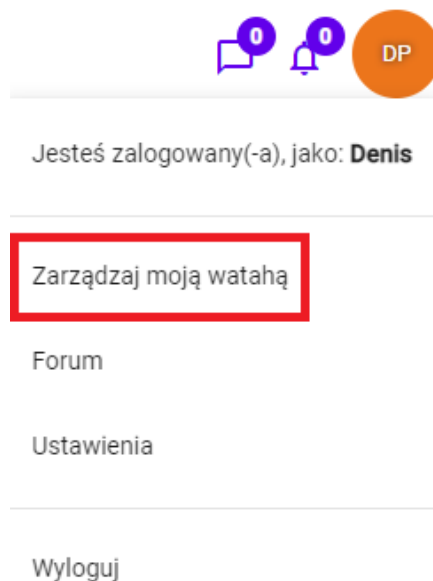 0 0 DP
Jesteś zalogowany(-a), jako: Denis
Zarządzaj moją watahą
Forum
Ustawienia
Wyloguj